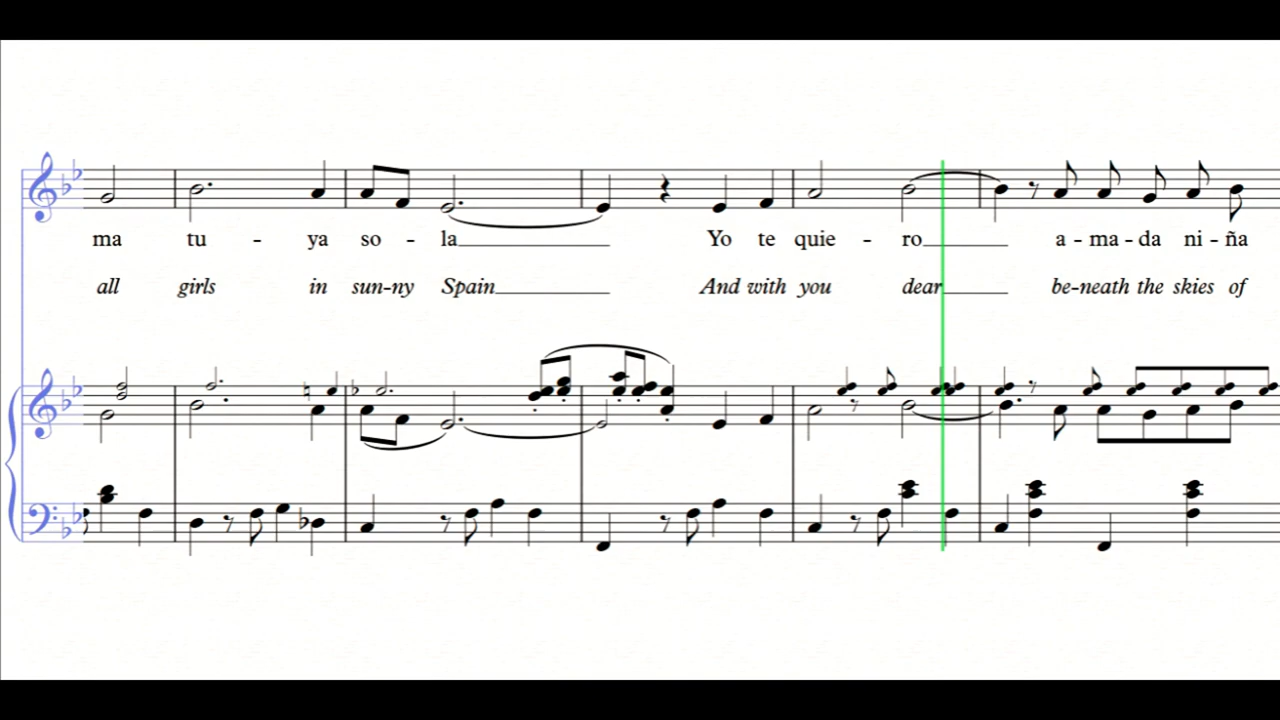 ma tu - ya so - la Yo te quie - ro a - ma - da ni - ña
all girls in sun-ny Spain And with you dear be-neath the skies of